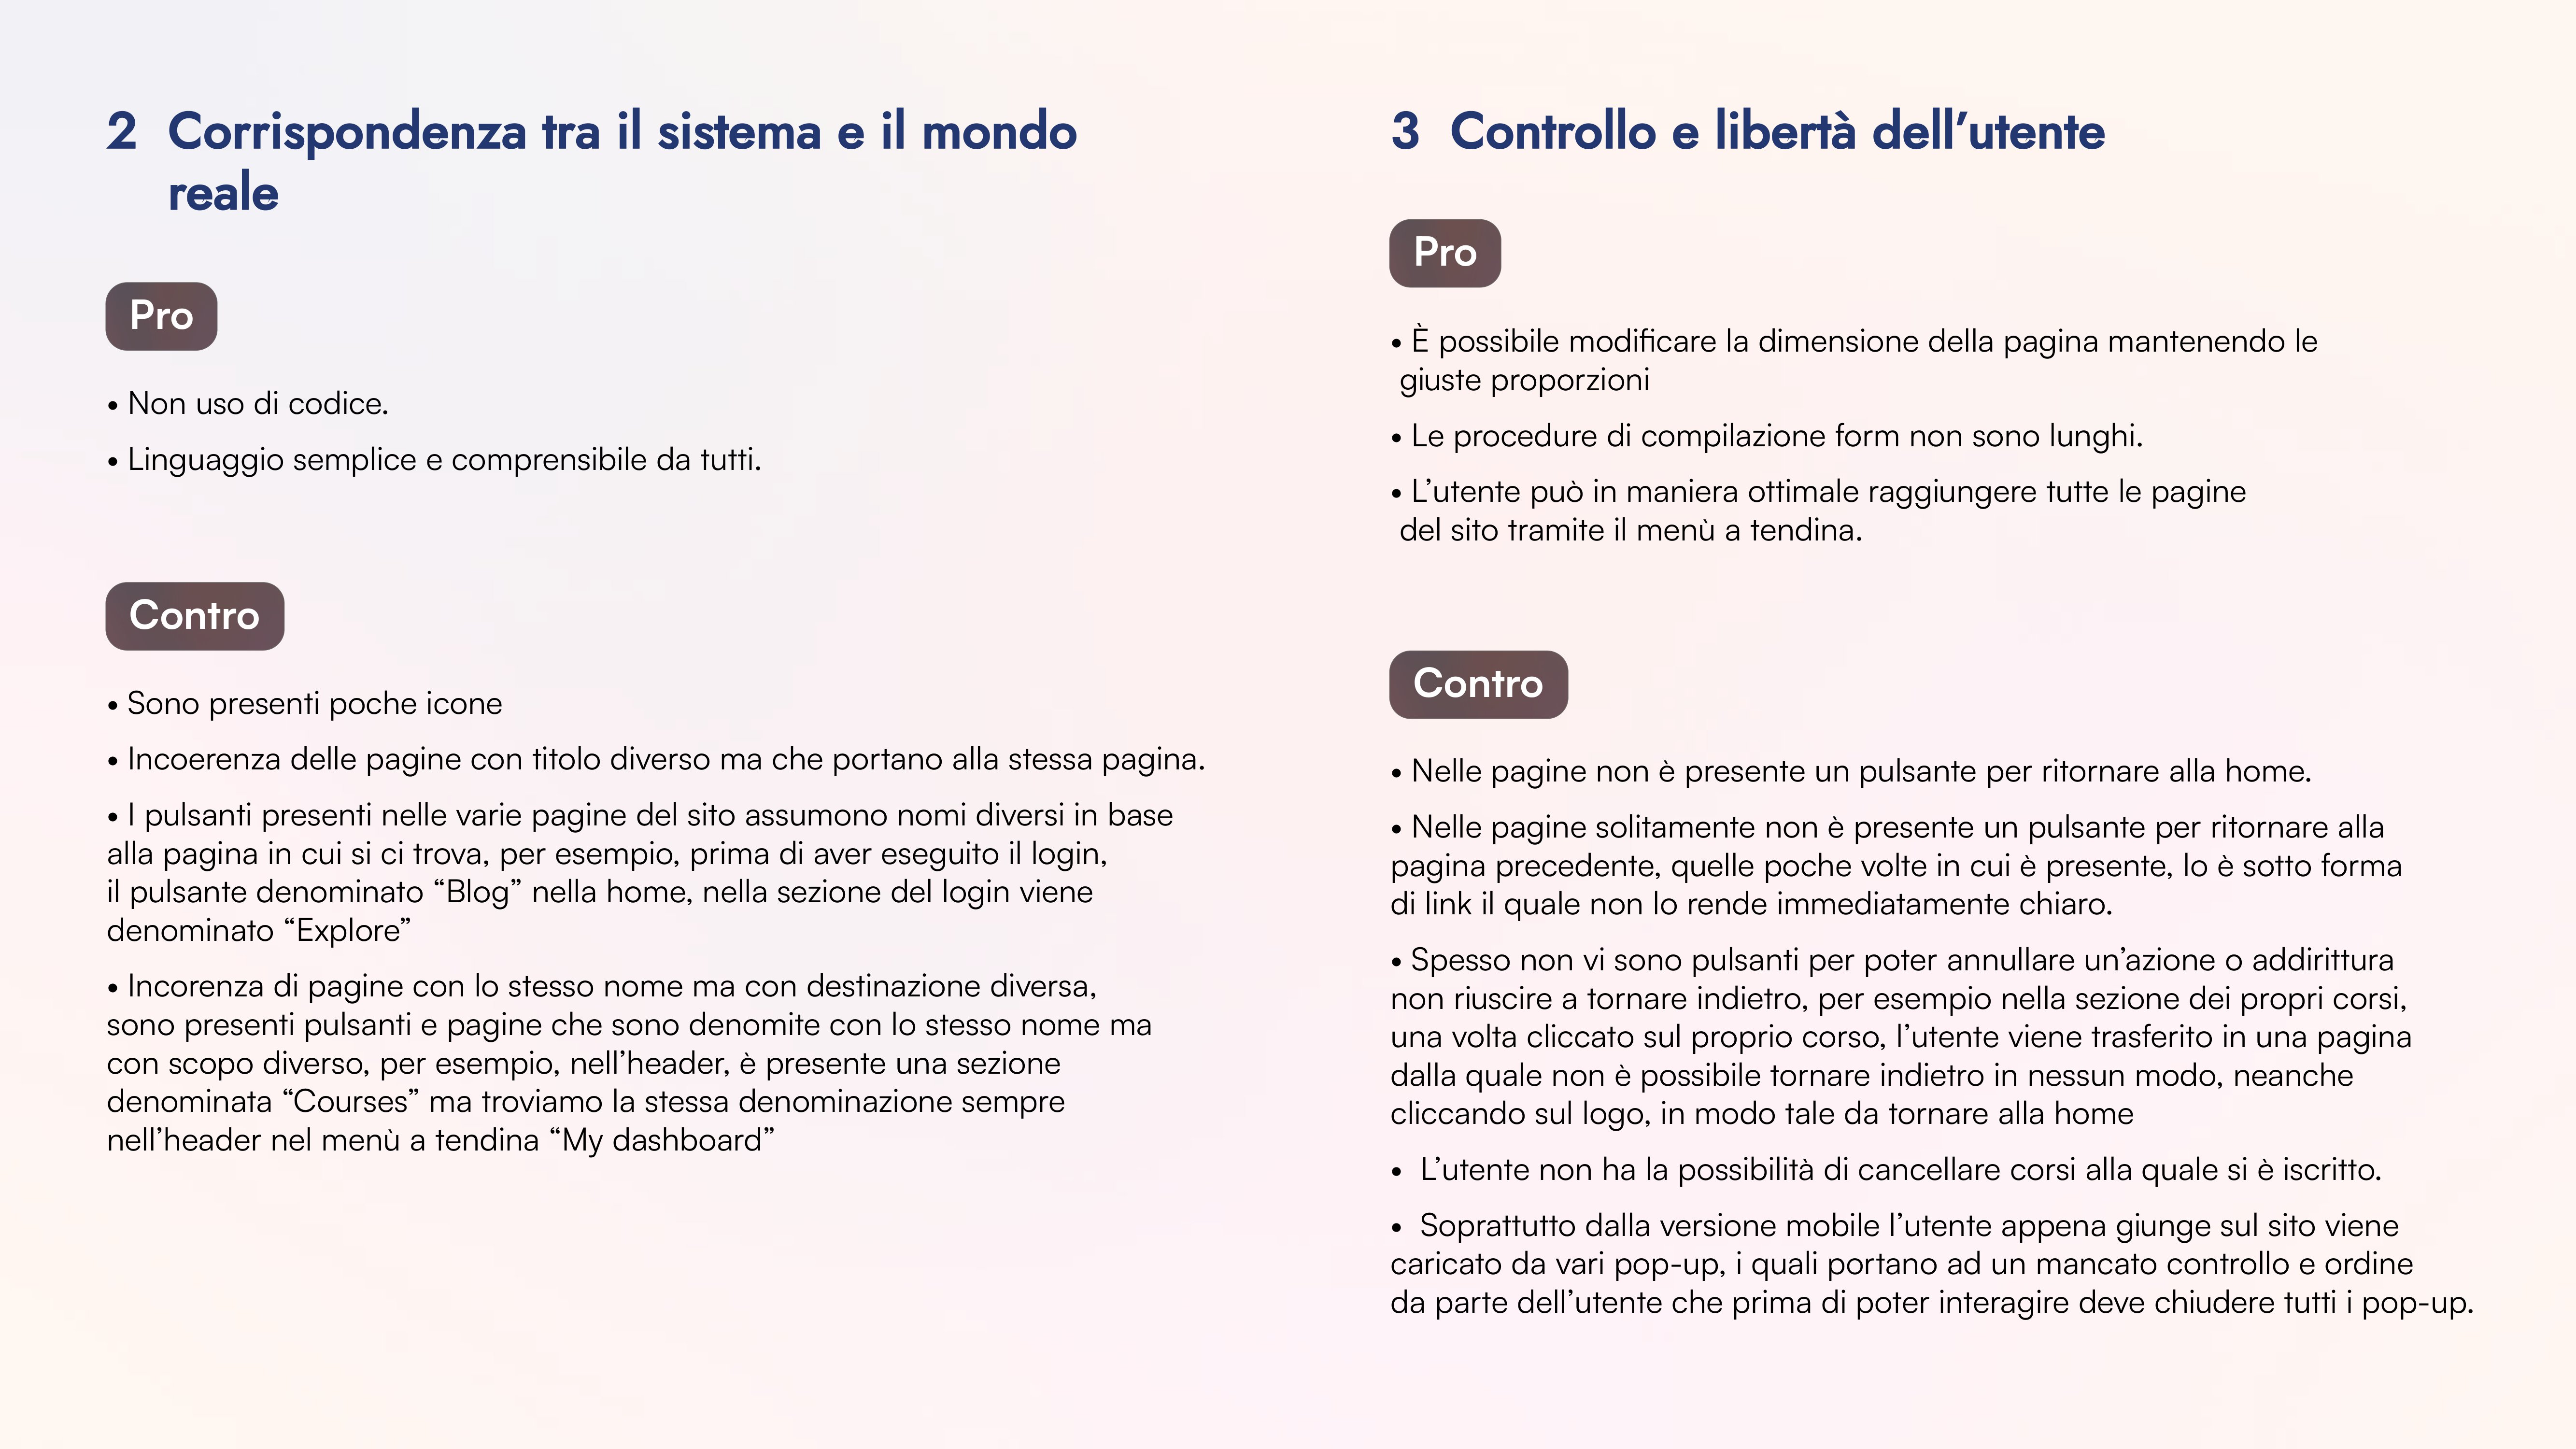 2 Corrispondenza tra il sistema e il mondo
reale
Pro
• Non uso di codice.
• Linguaggio semplice e comprensibile da tutti.
Contro
• Sono presenti poche icone
• Incoerenza delle pagine con titolo diverso ma che portano alla stessa pagina.
• I pulsanti presenti nelle varie pagine del sito assumono nomi diversi in base
alla pagina in cui si ci trova, per esempio, prima di aver eseguito il login,
il pulsante denominato “Blog” nella home, nella sezione del login viene
denominato “Explore”
• Incorenza di pagine con lo stesso nome ma con destinazione diversa,
sono presenti pulsanti e pagine che sono denomite con lo stesso nome ma
con scopo diverso, per esempio, nell’header, è presente una sezione
denominata “Courses” ma troviamo la stessa denominazione sempre
nell’header nel menù a tendina “My dashboard”
3 Controllo e libertà dell’utente
Pro
• È possibile modificare la dimensione della pagina mantenendo le
giuste proporzioni
• Le procedure di compilazione form non sono lunghi.
• L’utente può in maniera ottimale raggiungere tutte le pagine
del sito tramite il menù a tendina.
Contro
• Nelle pagine non è presente un pulsante per ritornare alla home.
• Nelle pagine solitamente non è presente un pulsante per ritornare alla
pagina precedente, quelle poche volte in cui è presente, lo è sotto forma
di link il quale non lo rende immediatamente chiaro.
• Spesso non vi sono pulsanti per poter annullare un’azione o addirittura
non riuscire a tornare indietro, per esempio nella sezione dei propri corsi,
una volta cliccato sul proprio corso, l’utente viene trasferito in una pagina
dalla quale non è possibile tornare indietro in nessun modo, neanche
cliccando sul logo, in modo tale da tornare alla home
• L’utente non ha la possibilità di cancellare corsi alla quale si è iscritto.
• Soprattutto dalla versione mobile l’utente appena giunge sul sito viene
caricato da vari pop-up, i quali portano ad un mancato controllo e ordine
da parte dell’utente che prima di poter interagire deve chiudere tutti i pop-up.